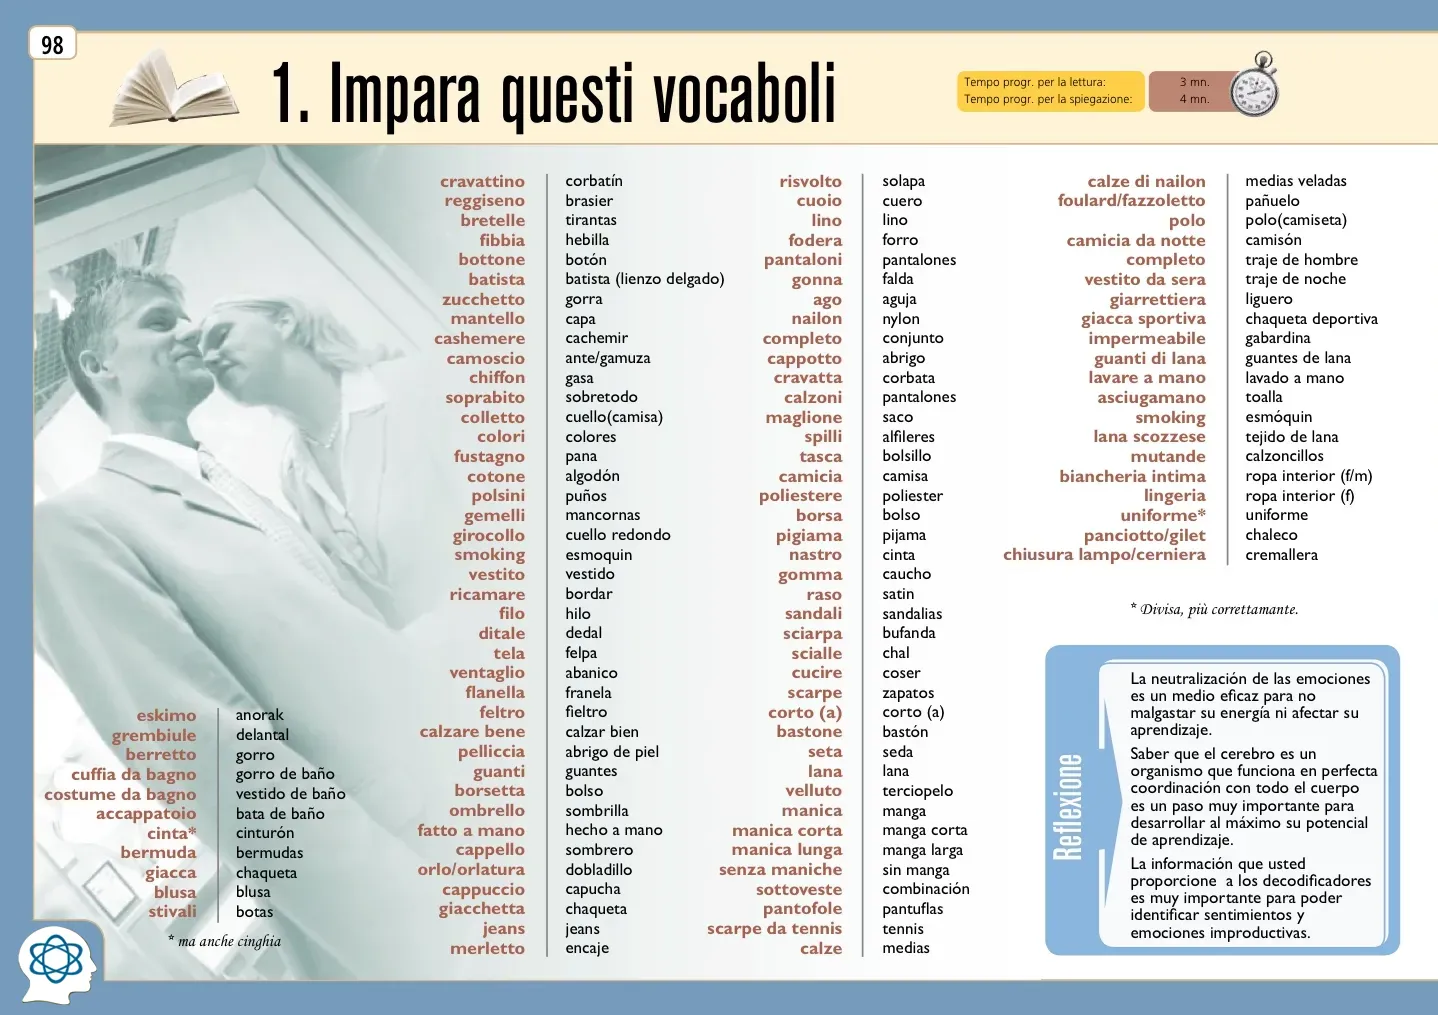 98
1. Impara questi vocaboli
Tempo progr. per la lettura: 3 mn.
Tempo progr. per la spiegazione: 4 mn.
eskimo anorak
grembiule delantal
berretto gorro
cuffia da bagno gorro de baño
costume da bagno vestido de baño
accappatoio bata de baño
cinta* cinturón
bermuda bermudas
giacca chaqueta
blusa blusa
stivali botas
* ma anche cinghia
cravattino corbatín
reggiseno brasier
bretelle tirantas
fibbia hebilla
bottone botón
batista batista (lienzo delgado)
zucchetto gorra
mantello capa
cashemere cachemir
camoscio ante/gamuza
chiffon gasa
soprabito sobretodo
colletto cuello(camisa)
colori colores
fustagno pana
cotone algodón
polsini puños
gemelli mancornas
girocollo cuello redondo
smoking esmoquin
vestito vestido
ricamare bordar
filo hilo
ditale dedal
tela felpa
ventaglio abanico
flanella franela
feltro fieltro
calzare bene calzar bien
pelliccia abrigo de piel
guanti guantes
borsetta bolso
ombrello sombrilla
fatto a mano hecho a mano
cappello sombrero
orlo/orlatura dobladillo
cappuccio capucha
giacchetta chaqueta
jeans jeans
merletto encaje
risvolto solapa
cuoio cuero
lino lino
fodera forro
pantaloni pantalones
gonna falda
ago aguja
nailon nylon
completo conjunto
cappotto abrigo
cravatta corbata
calzoni pantalones
maglione saco
spilli alfileres
tasca bolsillo
camicia camisa
poliestere poliester
borsa bolso
pigiama pijama
nastro cinta
gomma caucho
raso satin
sandali sandalias
sciarpa bufanda
scialle chal
cucire coser
scarpe zapatos
corto (a) corto (a)
bastone bastón
seta seda
lana lana
velluto terciopelo
manica manga
manica corta manga corta
manica lunga manga larga
senza maniche sin manga
sottoveste combinación
pantofole pantuflas
scarpe da tennis tennis
calze medias
calze di nailon medias veladas
foulard/fazzoletto pañuelo
polo polo(camiseta)
camicia da notte camisón
completo traje de hombre
vestito da sera traje de noche
giarrettiera liguero
giacca sportiva chaqueta deportiva
impermeabile gabardina
guanti di lana guantes de lana
lavare a mano lavado a mano
asciugamano toalla
smoking esmóquin
lana scozzese tejido de lana
mutande calzoncillos
biancheria intima ropa interior (f/m)
lingeria ropa interior (f)
uniforme* uniforme
panciotto/gilet chaleco
chiusura lampo/cerniera cremallera
* Divisa, più correttamante.
Reflexione
La neutralización de las emociones
es un medio eficaz para no
malgastar su energía ni afectar su
aprendizaje.
Saber que el cerebro es un
organismo que funciona en perfecta
coordinación con todo el cuerpo
es un paso muy importante para
desarrollar al máximo su potencial
de aprendizaje.
La información que usted
proporcione a los decodificadores
es muy importante para poder
identificar sentimientos y
emociones improductivas.